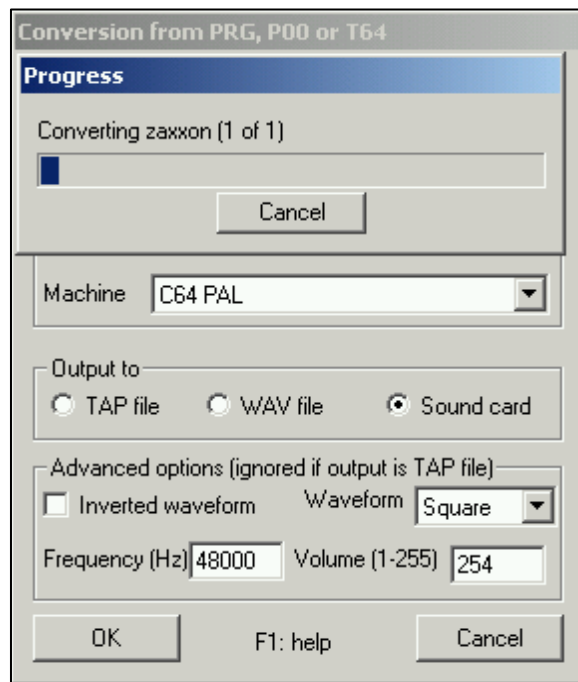 Conversion from PRG, P00 or T64
Progress
Converting zaxxon (1 of 1)
Cancel
Machine C64 PAL
Output to
TAP file WAV file Sound card
Advanced options (ignored if output is TAP file)
Inverted waveform Waveform Square
Frequency (Hz) 48000 Volume (1-255) 254
OK F1: help Cancel